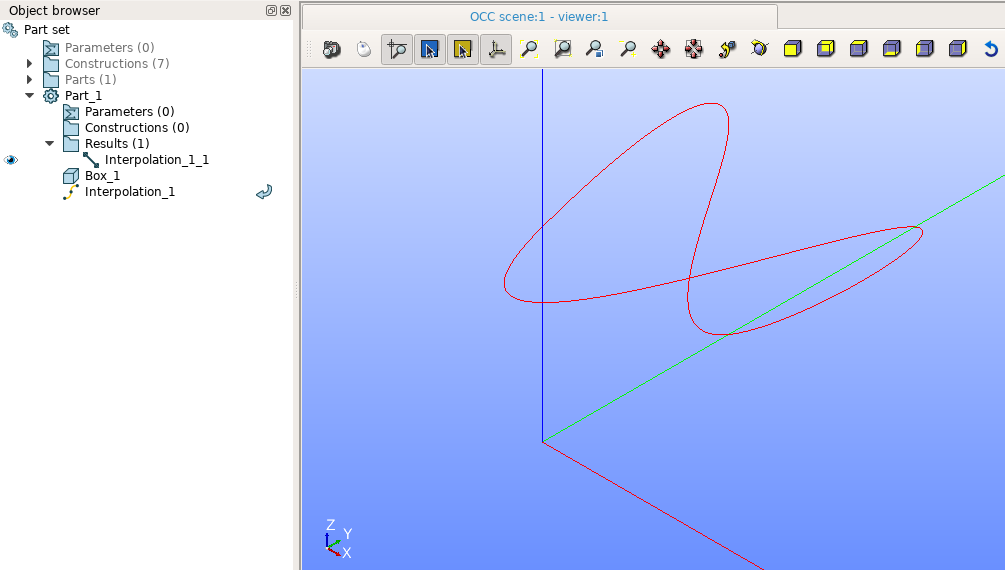 Object browser
Part set
Parameters (0)
Constructions (7)
Parts (1)
Part_1
Parameters (0)
Constructions (0)
Results (1)
Interpolation_1_1
Box_1
Interpolation_1
OCC scene:1 - viewer:1
Z
Y
X